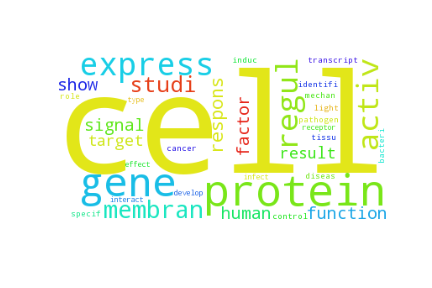 induc
transcript
express
cell
show
studi
identifi
role
type
respons
factor
regul
mechan
activ
light
signal
pathogen
target
receptor
tissu
cancer
result
bacteri
effect
gene
protein
infect
diseas
interact
develop
specif
membran
human
control
function